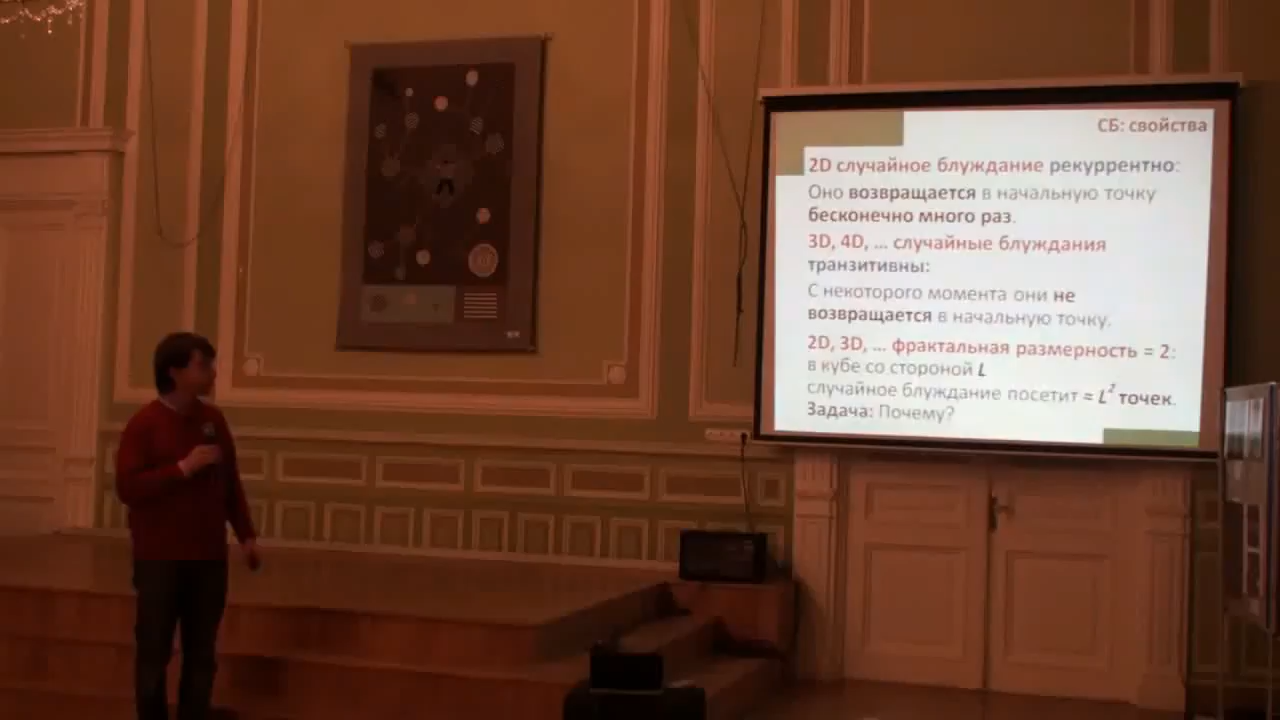 СБ: свойства
2D случайное блуждание рекуррентно:
Оно возвращается в начальную точку
бесконечно много раз.
3D, 4D, ... случайные блуждания
транзитивны:
С некоторого момента они не
возвращается в начальную точку.
2D, 3D, ... фрактальная размерность = 2:
в кубе со стороной L
случайное блуждание посетит ≈ L² точек.
Задача: Почему?